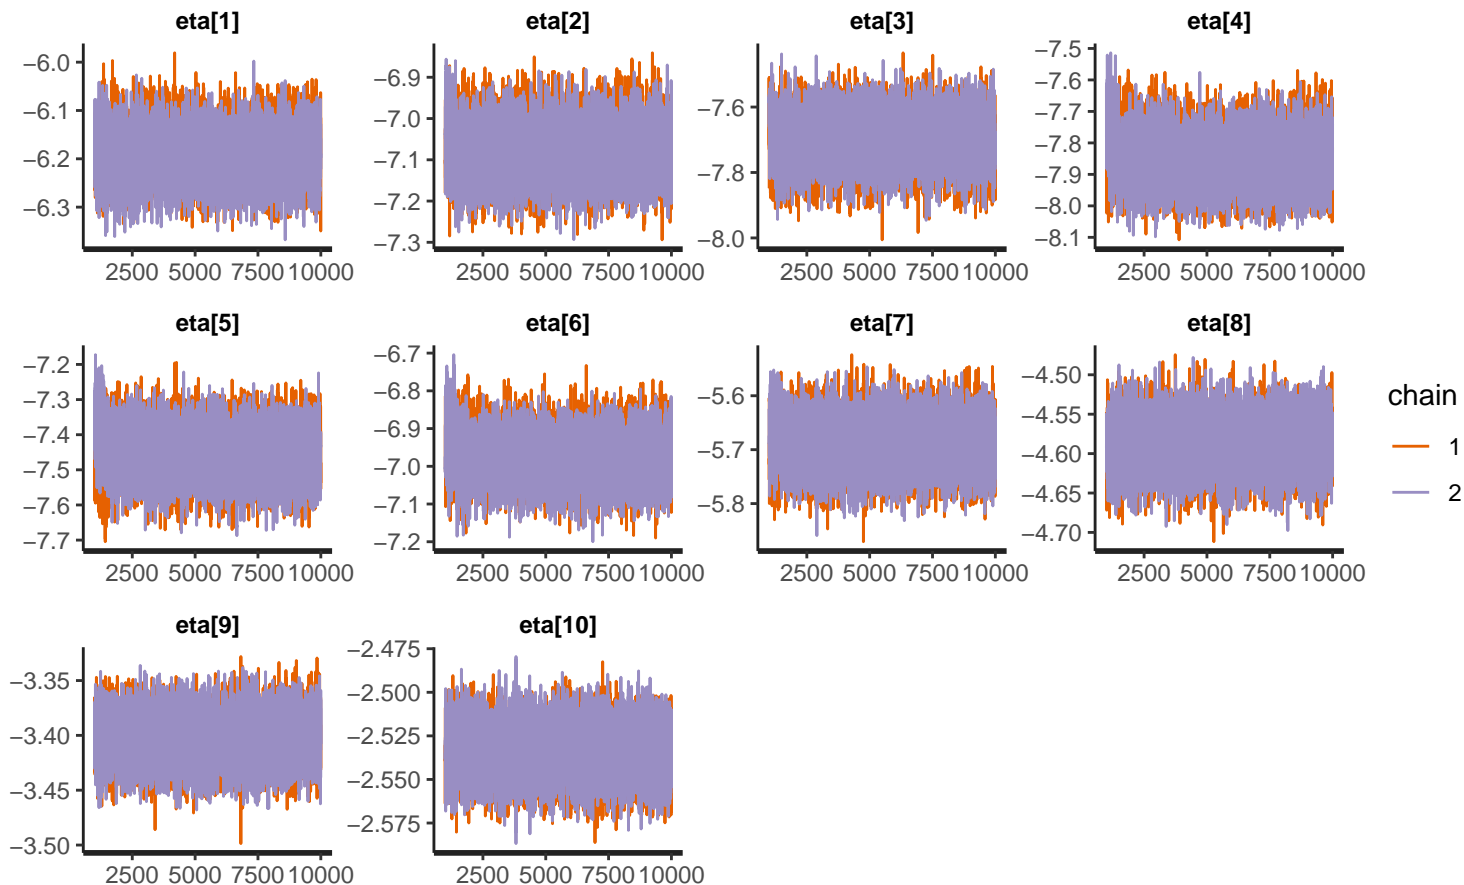 eta[1] eta[2] eta[3] eta[4]
−6.0 −6.1 −6.2 −6.3
−6.9 −7.0 −7.1 −7.2 −7.3
−7.6 −7.8 −8.0
−7.5 −7.6 −7.7 −7.8 −7.9 −8.0 −8.1
2500 5000 7500 10000 2500 5000 7500 10000 2500 5000 7500 10000 2500 5000 7500 10000
eta[5] eta[6] eta[7] eta[8]
−7.2 −7.3 −7.4 −7.5 −7.6 −7.7
−6.7 −6.8 −6.9 −7.0 −7.1 −7.2
−5.6 −5.7 −5.8
−4.50 −4.55 −4.60 −4.65 −4.70
2500 5000 7500 10000 2500 5000 7500 10000 2500 5000 7500 10000 2500 5000 7500 10000
eta[9] eta[10]
−3.35 −3.40 −3.45 −3.50
−2.475 −2.500 −2.525 −2.550 −2.575
2500 5000 7500 10000 2500 5000 7500 10000
chain
1
2